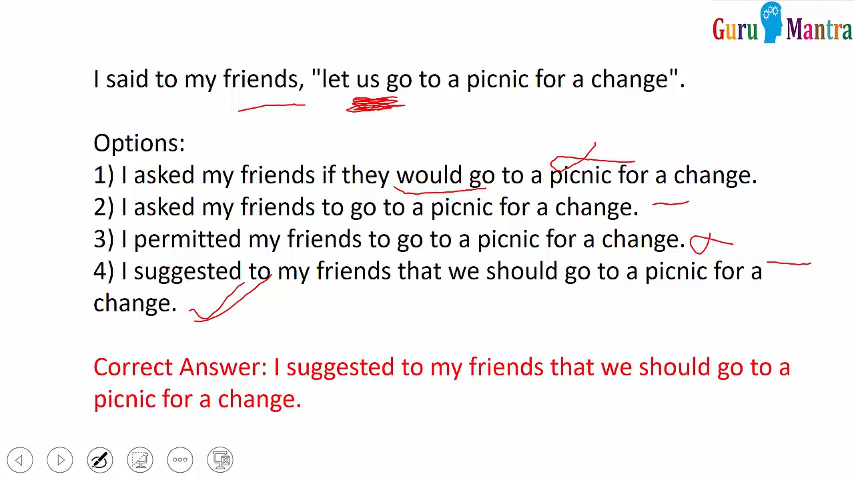 Guru Mantra
I said to my friends, "let us go to a picnic for a change".
Options:
1) I asked my friends if they would go to a picnic for a change.
2) I asked my friends to go to a picnic for a change.
3) I permitted my friends to go to a picnic for a change.
4) I suggested to my friends that we should go to a picnic for a
change.
Correct Answer: I suggested to my friends that we should go to a
picnic for a change.